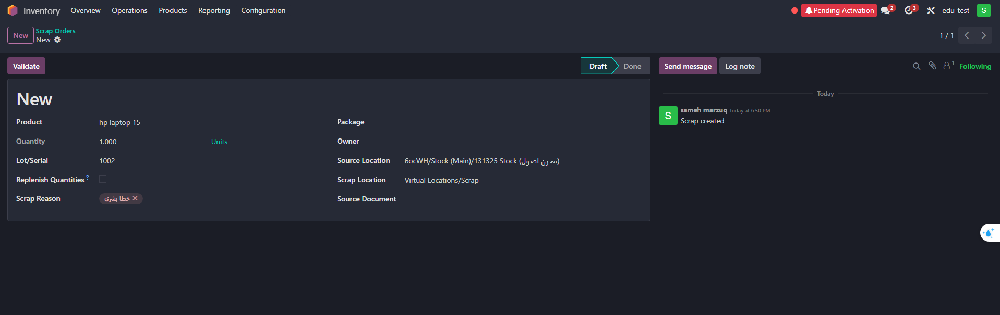 Inventory Overview Operations Products Reporting Configuration
Pending Activation 2 3 edu-test S
New Scrap Orders
New
1 / 1
Validate
Draft Done
Send message Log note
1 Following
New
Product hp laptop 15
Quantity 1.000 Units
Lot/Serial 1002
Replenish Quantities ?
Scrap Reason خطا بشرى ×
Package
Owner
Source Location 6ocWH/Stock (Main)/131325 Stock (مخزن اصول)
Scrap Location Virtual Locations/Scrap
Source Document
Today
S sameh marzuq Today at 6:50 PM
Scrap created